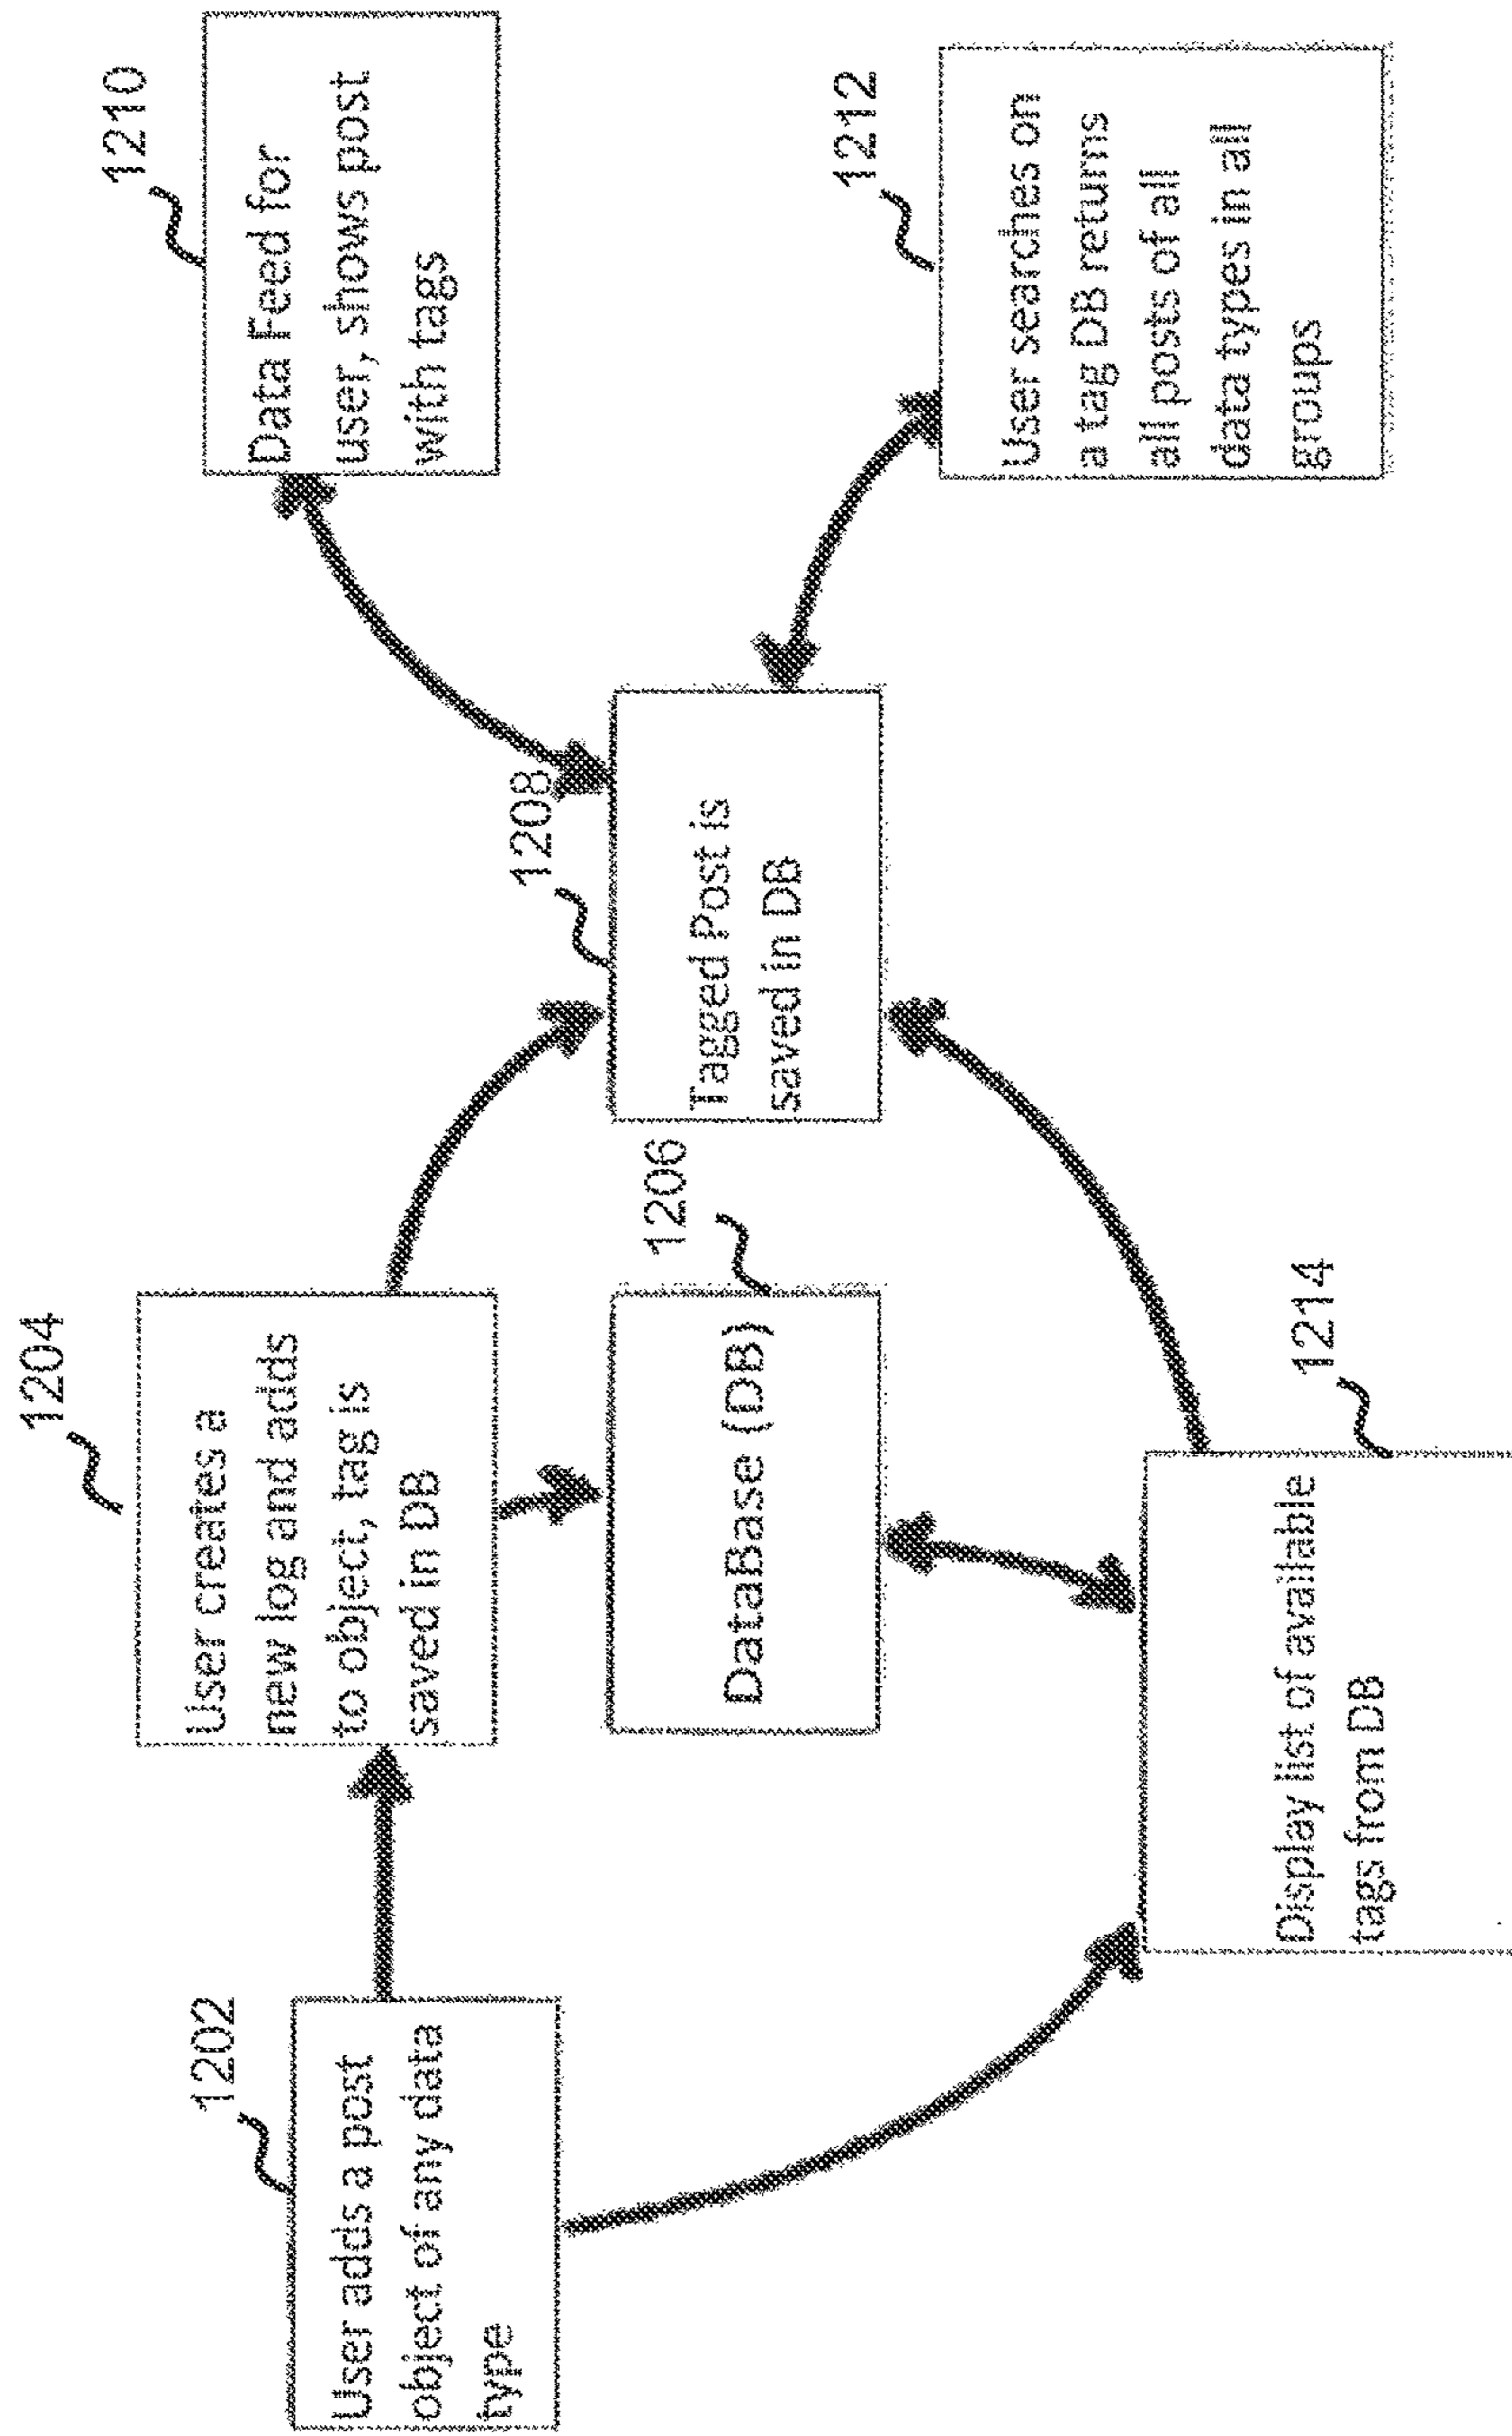 1202
User adds a post
object of any data
type
1204
User creates a
new log and adds
to object, tag is
saved in DB
1206
DataBase (DB)
1214
Display list of available
tags from DB
1208
Tagged Post is
saved in DB
1210
Data Feed for
user, shows post
with tags
1212
User searches on
a tag DB returns
all posts of all
data types in all
groups